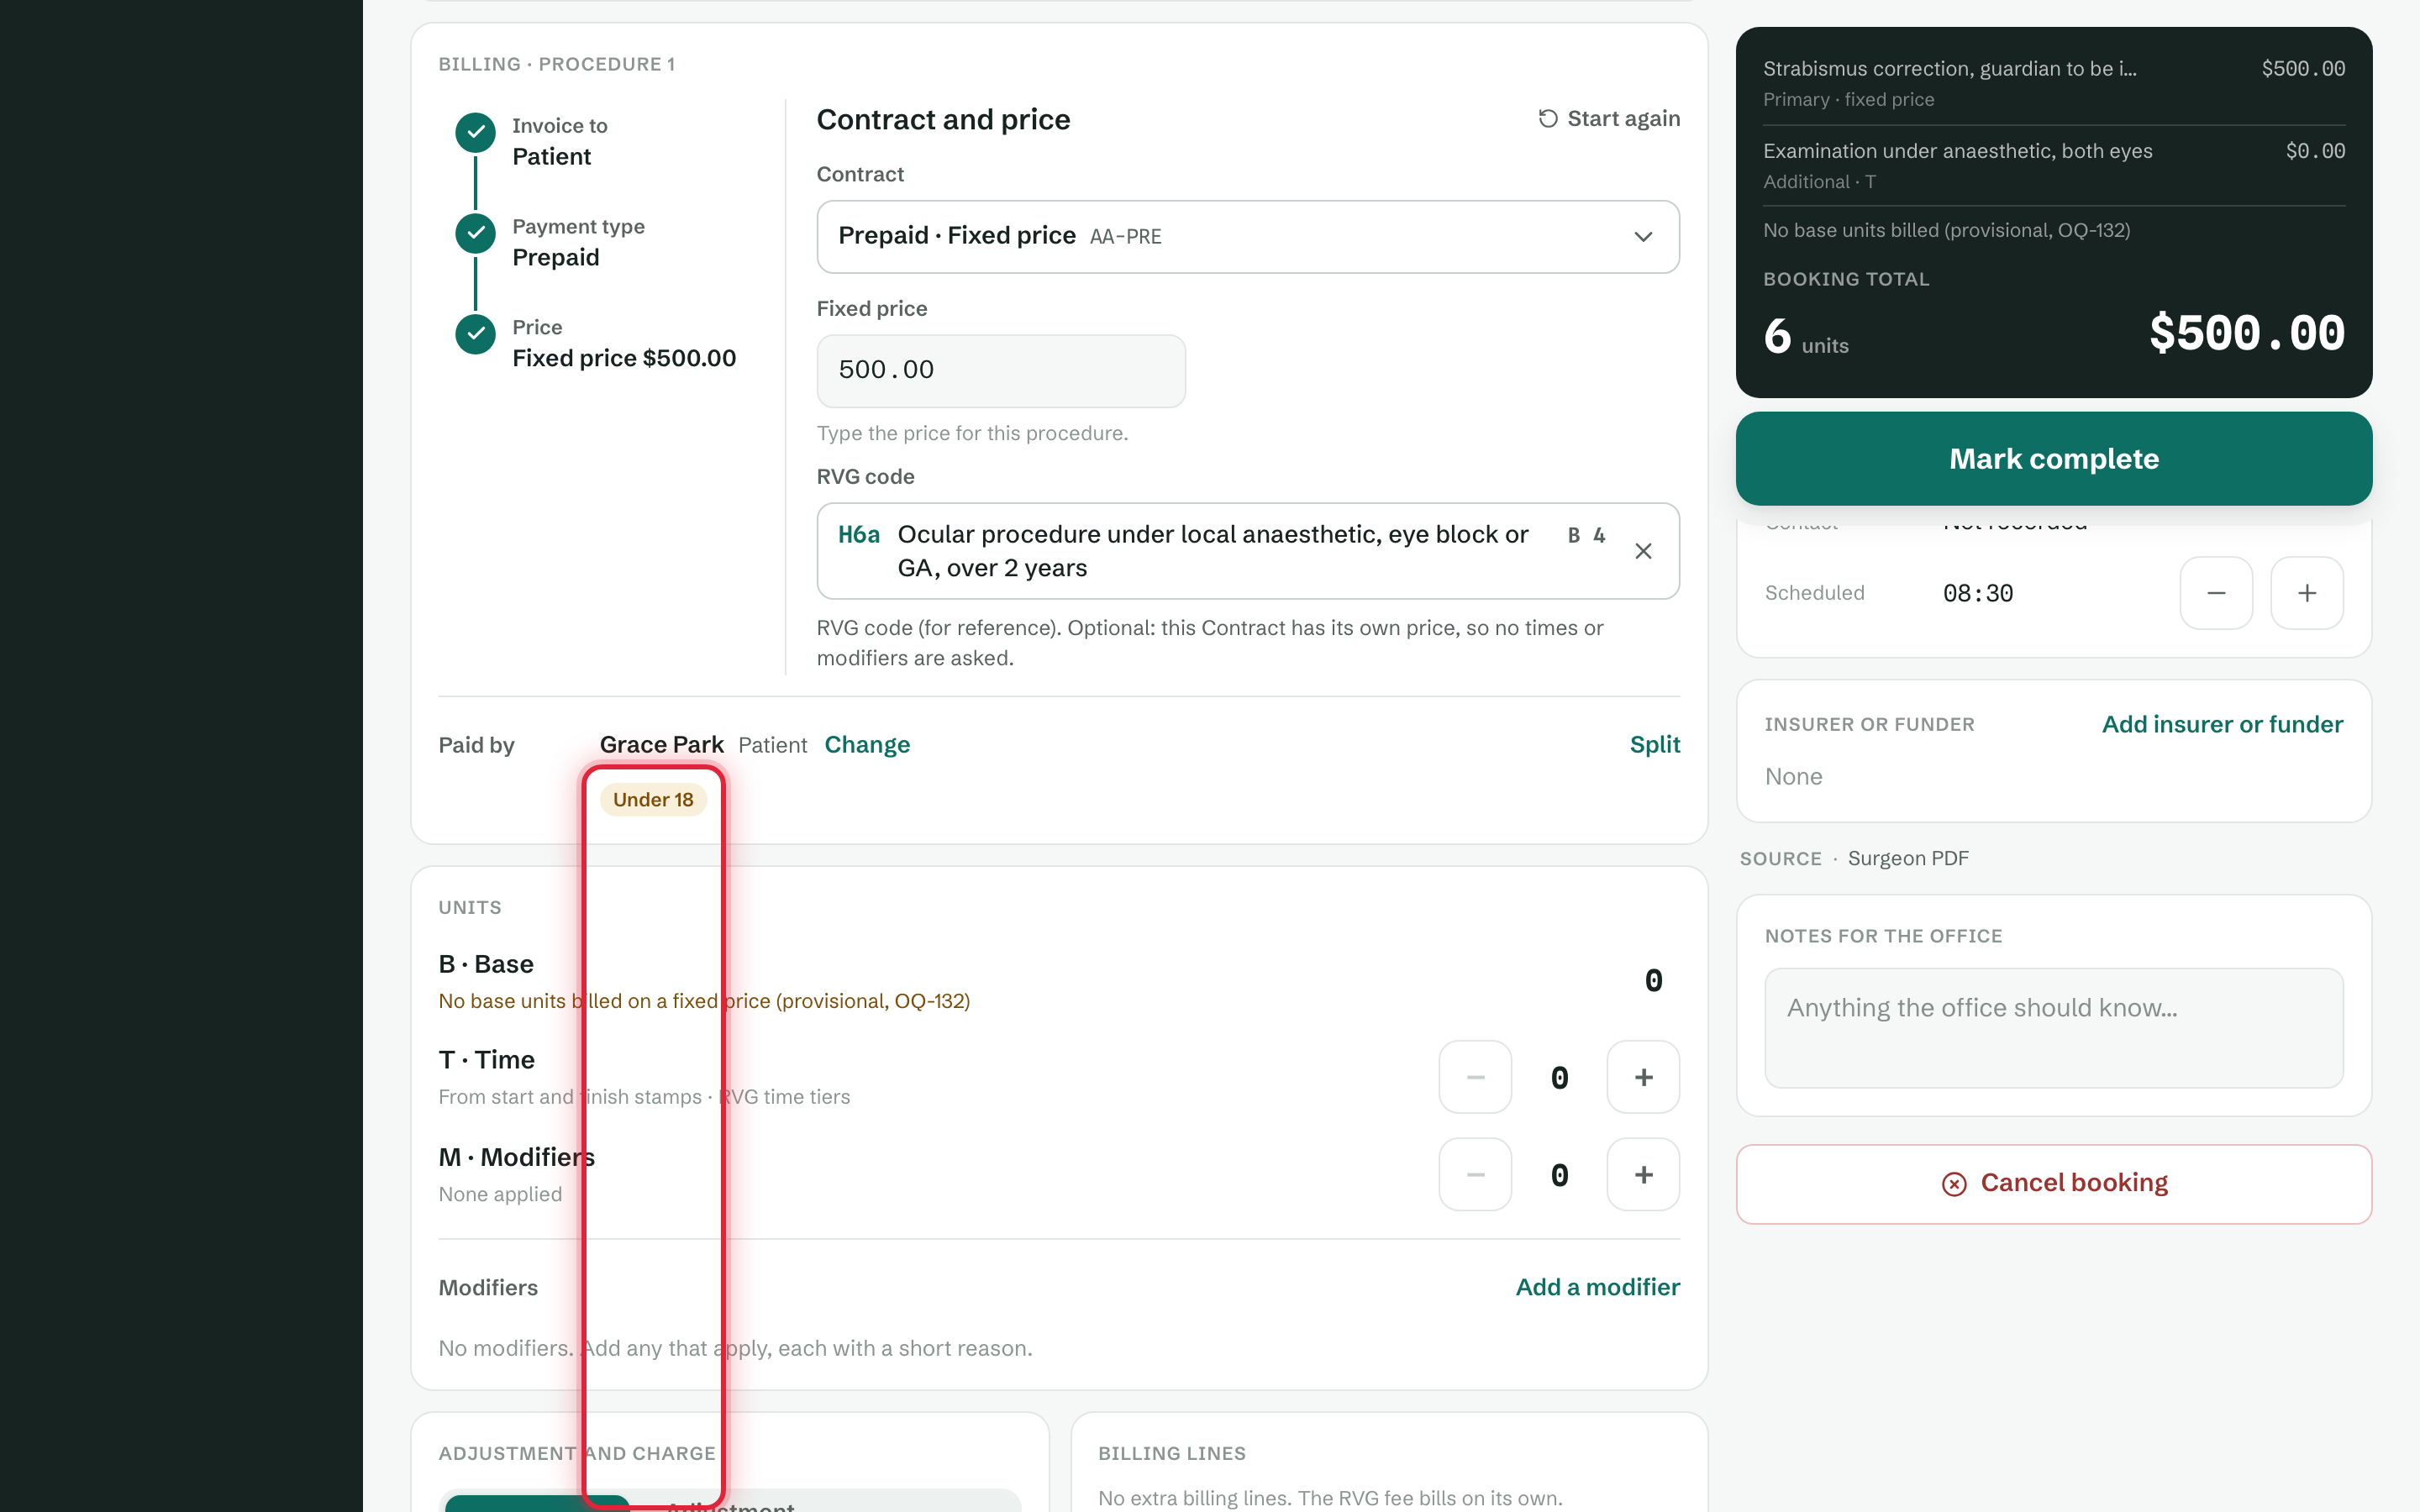 BILLING · PROCEDURE 1
Invoice to
Patient
Payment type
Prepaid
Price
Fixed price $500.00
Contract and price
Start again
Contract
Prepaid · Fixed price AA-PRE
Fixed price
500.00
Type the price for this procedure.
RVG code
H6a Ocular procedure under local anaesthetic, eye block or B 4
GA, over 2 years
RVG code (for reference). Optional: this Contract has its own price, so no times or
modifiers are asked.
Paid by Grace Park Patient Change Split
Under 18
UNITS
B · Base
No base units billed on a fixed price (provisional, OQ-132)
0
T · Time
From start and finish stamps · RVG time tiers
− 0 +
M · Modifiers
None applied
− 0 +
Modifiers Add a modifier
No modifiers. Add any that apply, each with a short reason.
ADJUSTMENT AND CHARGE
Adjustment
BILLING LINES
No extra billing lines. The RVG fee bills on its own.
Strabismus correction, guardian to be i... $500.00
Primary · fixed price
Examination under anaesthetic, both eyes $0.00
Additional · T
No base units billed (provisional, OQ-132)
BOOKING TOTAL
6 units $500.00
Mark complete
Contact Not recorded
Scheduled 08:30 − +
INSURER OR FUNDER Add insurer or funder
None
SOURCE · Surgeon PDF
NOTES FOR THE OFFICE
Anything the office should know...
Cancel booking